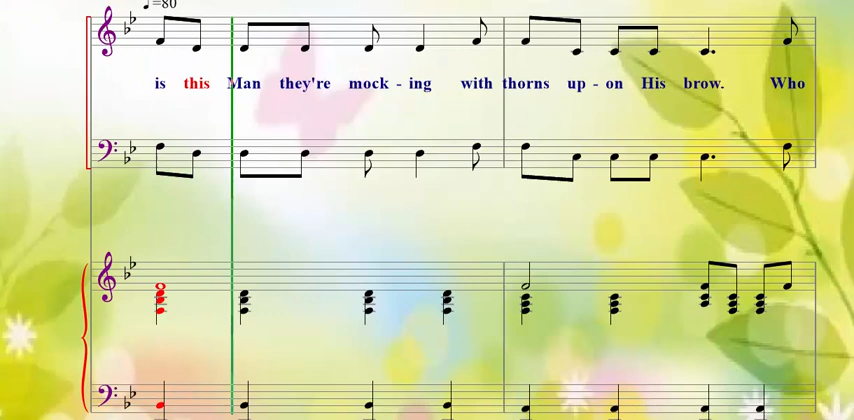 ♩=80
is this Man they're mock - ing with thorns up - on His brow. Who